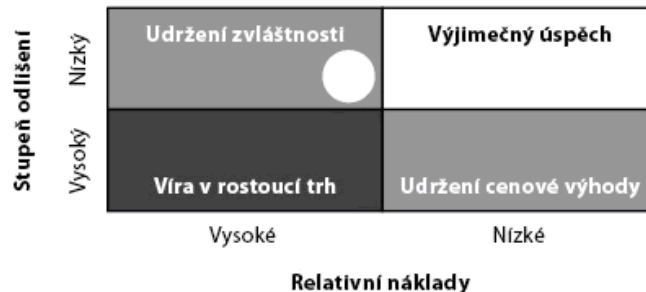 Stupeň odlišení
Nízký
Vysoký
Udržení zvláštnosti
Výjimečný úspěch
Víra v rostoucí trh
Udržení cenové výhody
Vysoké
Nízké
Relativní náklady